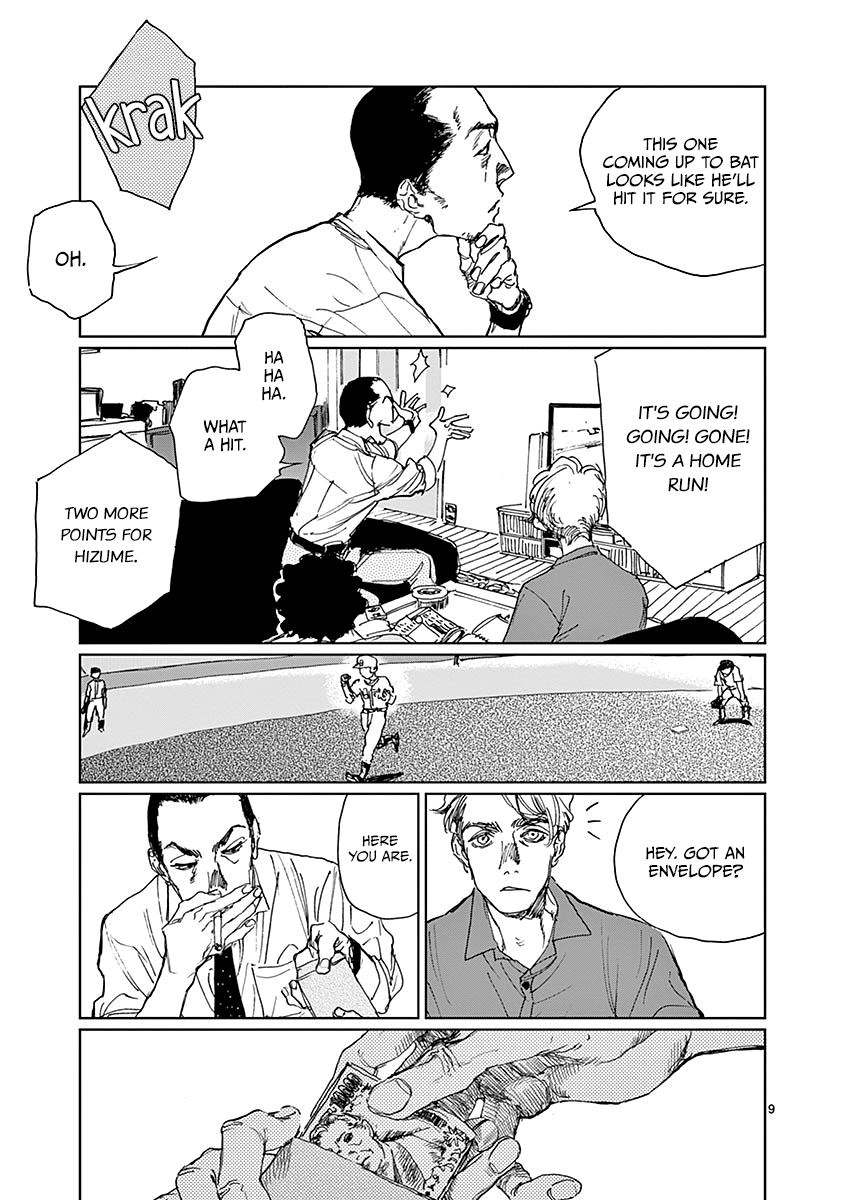 THIS ONE
COMING UP TO BAT
LOOKS LIKE HE'LL
HIT IT FOR SURE.
krak
OH.
IT'S GOING!
GOING! GONE!
IT'S A HOME
RUN!
HA
HA
HA.
WHAT
A HIT.
TWO MORE
POINTS FOR
HIZUME.
HEY. GOT AN
ENVELOPE?
HERE
YOU ARE.
10000
9